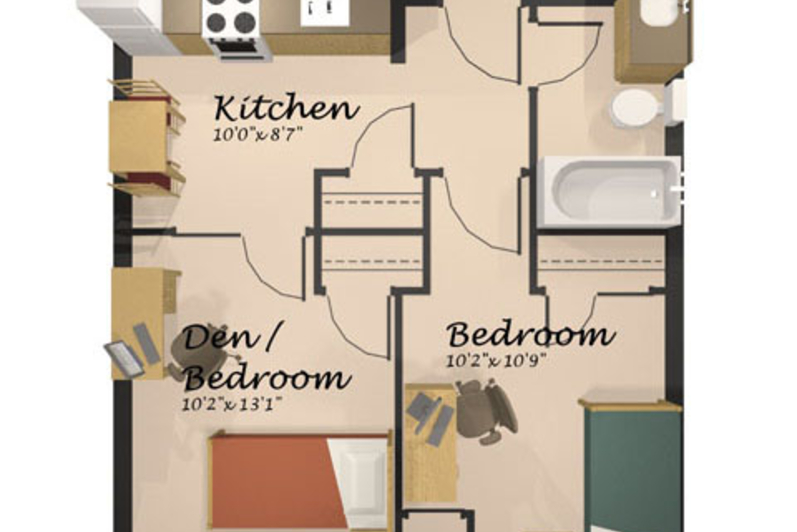 Kitchen
10'0"x 8'7"
Den /
Bedroom
10'2"x 13'1"
Bedroom
10'2"x 10'9"